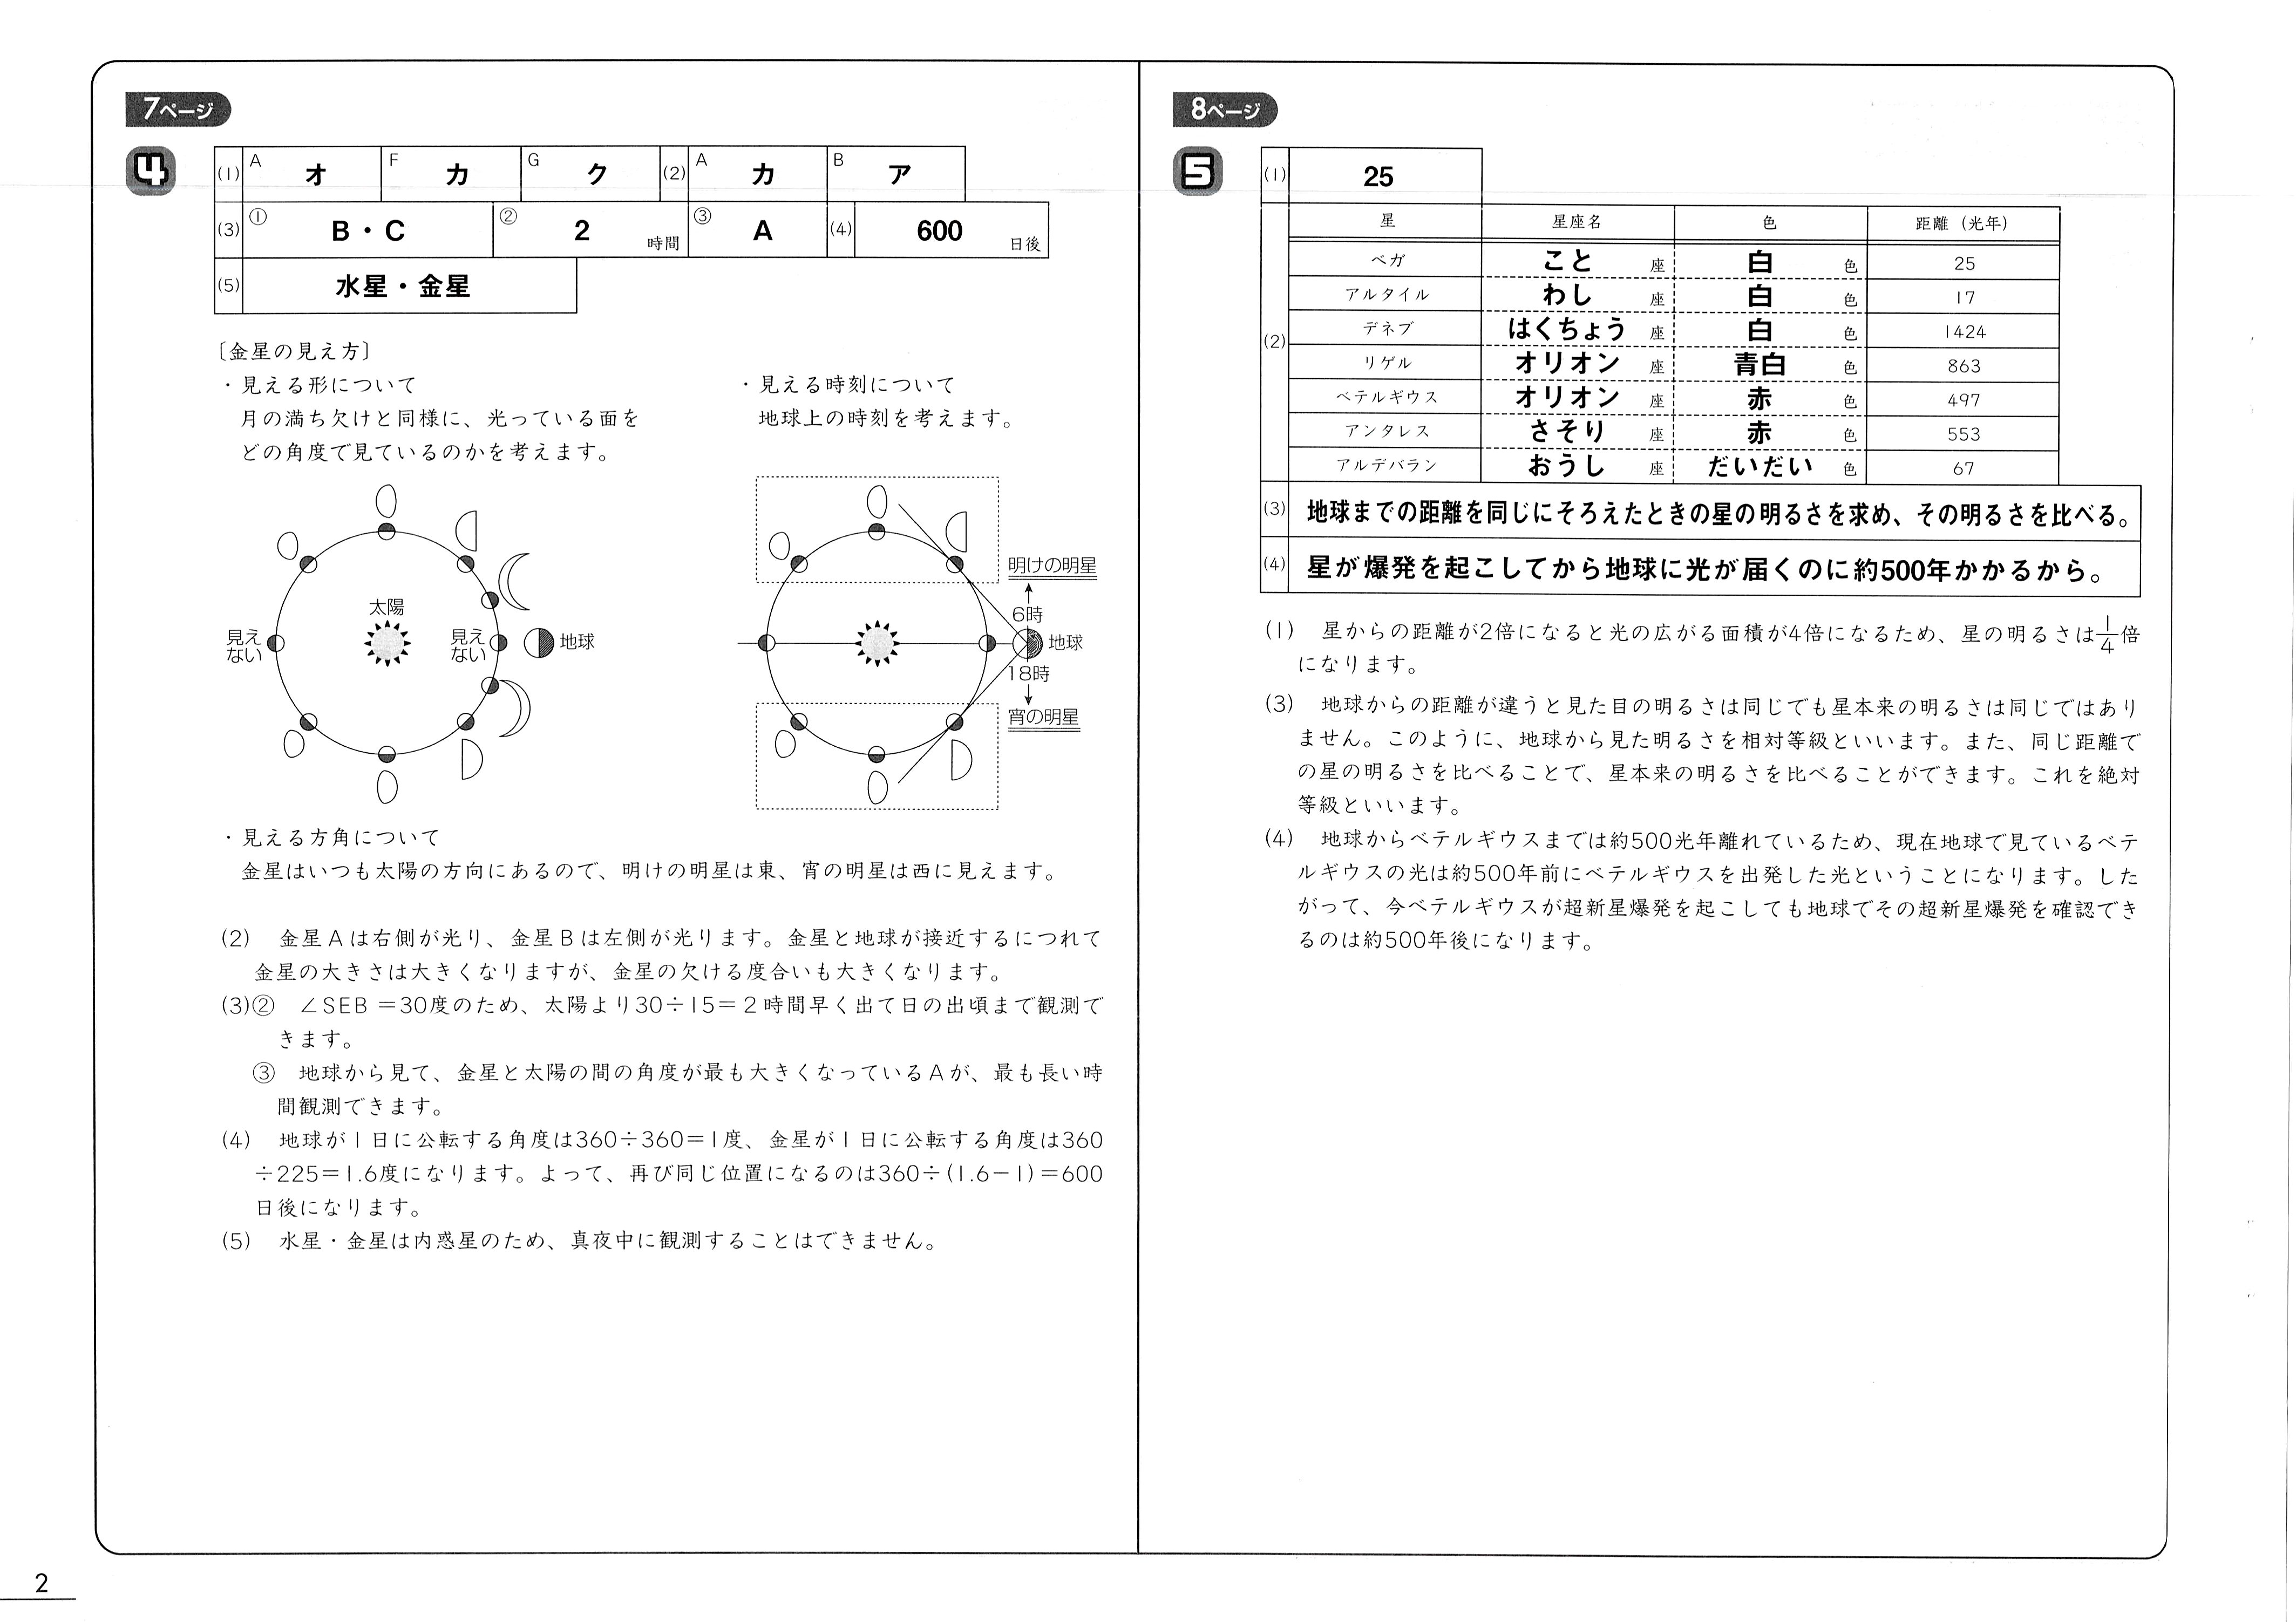 7ページ
4
(1) A オ F カ G ク (2) A カ B ア
(3) ① B・C ② 2 時間 ③ A (4) 600 日後
(5) 水星・金星
〔金星の見え方〕
・見える形について
月の満ち欠けと同様に、光っている面を
どの角度で見ているのかを考えます。
太陽
見え
ない
見え
ない
地球
・見える時刻について
地球上の時刻を考えます。
明けの明星
6時
地球
18時
宵の明星
・見える方角について
金星はいつも太陽の方向にあるので、明けの明星は東、宵の明星は西に見えます。
(2) 金星Aは右側が光り、金星Bは左側が光ります。金星と地球が接近するにつれて
金星の大きさは大きくなりますが、金星の欠ける度合いも大きくなります。
(3)② ∠SEB=30度のため、太陽より30÷15=2時間早く出て日の出頃まで観測で
きます。
③ 地球から見て、金星と太陽の間の角度が最も大きくなっているAが、最も長い時
間観測できます。
(4) 地球が1日に公転する角度は360÷360=1度、金星が1日に公転する角度は360
÷225=1.6度になります。よって、再び同じ位置になるのは360÷(1.6-1)=600
日後になります。
(5) 水星・金星は内惑星のため、真夜中に観測することはできません。
8ページ
5
(1) 25
(2)
星 星座名 色 距離(光年)
ベガ こと座 白色 25
アルタイル わし座 白色 17
デネブ はくちょう座 白色 1424
リゲル オリオン座 青白色 863
ベテルギウス オリオン座 赤色 497
アンタレス さそり座 赤色 553
アルデバラン おうし座 だいだい色 67
(3) 地球までの距離を同じにそろえたときの星の明るさを求め、その明るさを比べる。
(4) 星が爆発を起こしてから地球に光が届くのに約500年かかるから。
(1) 星からの距離が2倍になると光の広がる面積が4倍になるため、星の明るさは1/4倍
になります。
(3) 地球からの距離が違うと見た目の明るさは同じでも星本来の明るさは同じではあり
ません。このように、地球から見た明るさを相対等級といいます。また、同じ距離で
の星の明るさを比べることで、星本来の明るさを比べることができます。これを絶対
等級といいます。
(4) 地球からベテルギウスまでは約500光年離れているため、現在地球で見ているベテ
ルギウスの光は約500年前にベテルギウスを出発した光ということになります。した
がって、今ベテルギウスが超新星爆発を起こしても地球でその超新星爆発を確認でき
るのは約500年後になります。
2